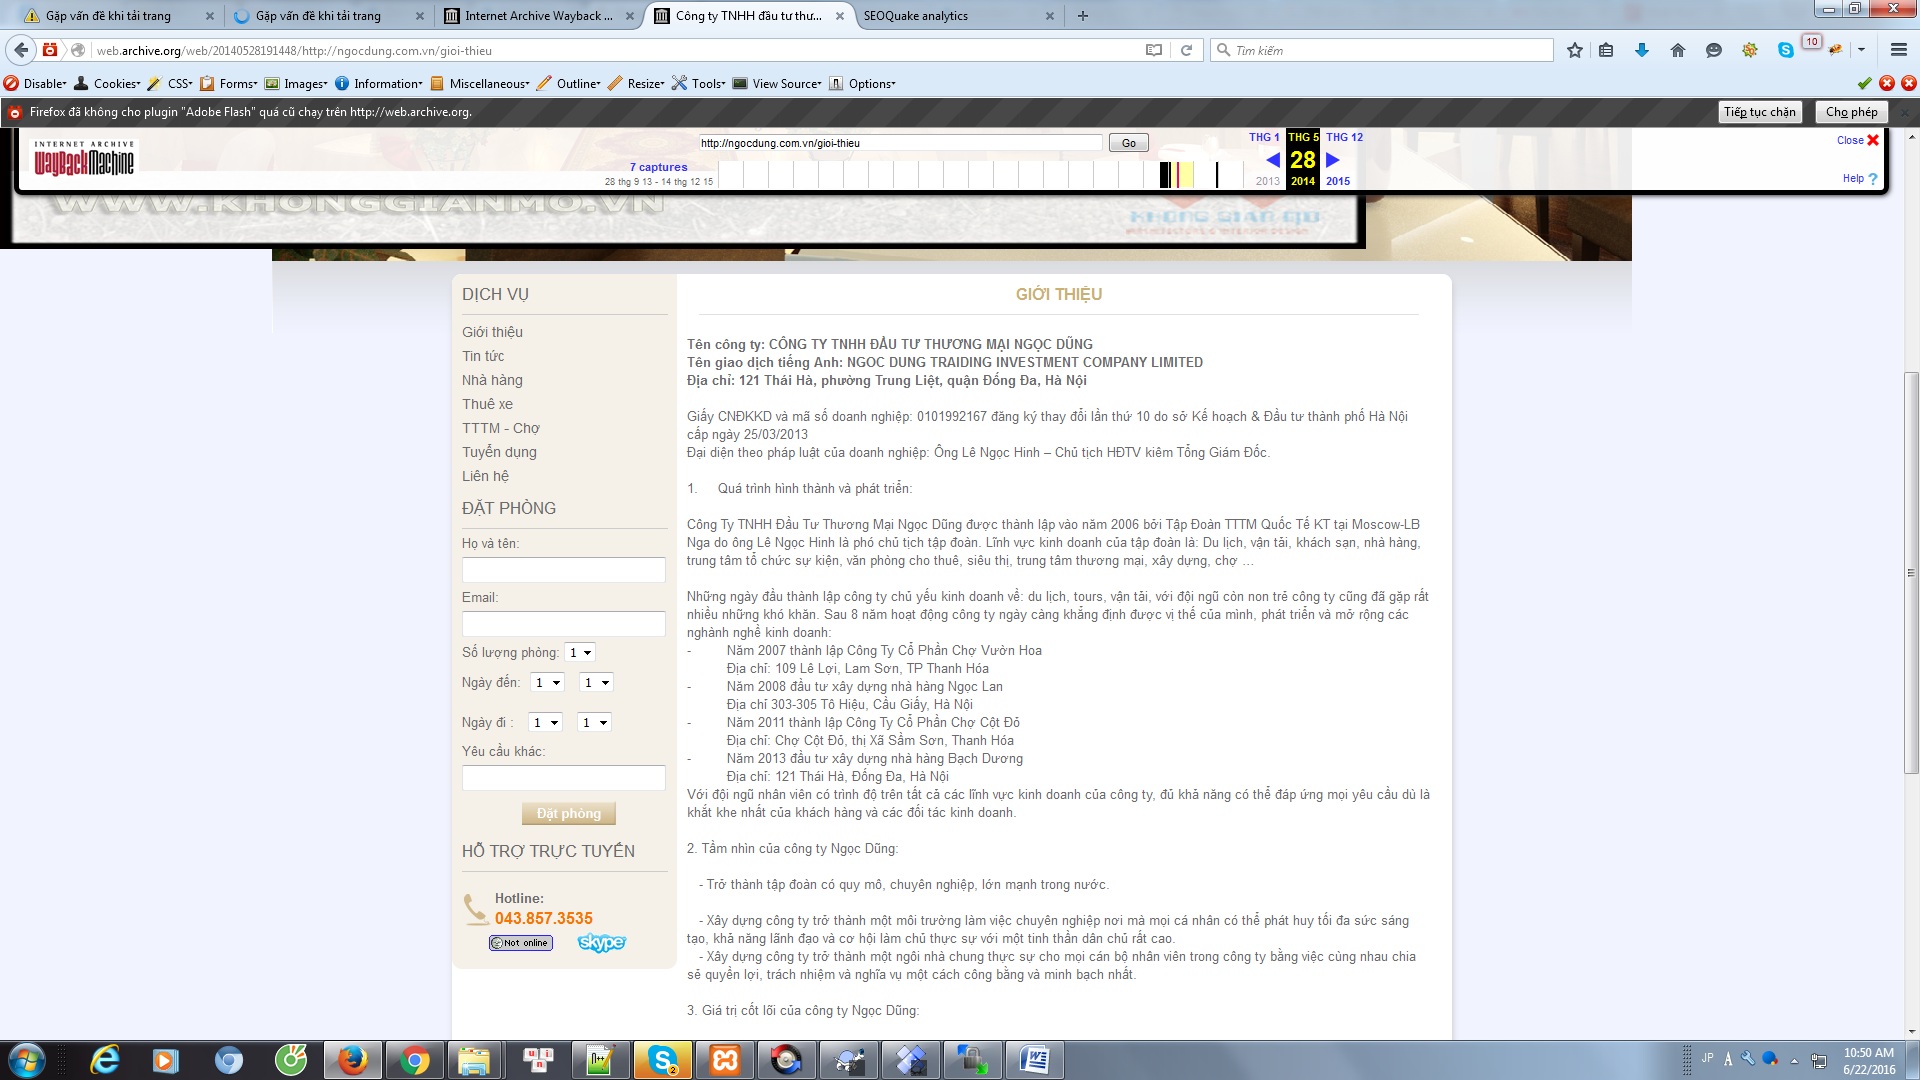 Gặp vấn đề khi tải trang
Gặp vấn đề khi tải trang
Internet Archive Wayback ...
Công ty TNHH đầu tư thư...
SEOQuake analytics
web.archive.org/web/20140528191448/http://ngocdung.com.vn/gioi-thieu
Tìm kiếm
10
Disable Cookies CSS Forms Images Information Miscellaneous Outline Resize Tools View Source Options
Firefox đã không cho plugin "Adobe Flash" quá cũ chạy trên http://web.archive.org.
Tiếp tục chặn
Cho phép
INTERNET ARCHIVE
WayBackMachine
http://ngocdung.com.vn/gioi-thieu
Go
THG 1 THG 5 THG 12
Close
7 captures
28 thg 9 13 - 14 thg 12 15
28
2013 2014 2015
Help ?
WWW.KHONGGIANMO.VN
DỊCH VỤ
Giới thiệu
Tin tức
Nhà hàng
Thuê xe
TTTM - Chợ
Tuyển dụng
Liên hệ
ĐẶT PHÒNG
Họ và tên:
Email:
Số lượng phòng: 1
Ngày đến: 1 1
Ngày đi : 1 1
Yêu cầu khác:
Đặt phòng
HỖ TRỢ TRỰC TUYẾN
Hotline:
043.857.3535
Not online
skype
GIỚI THIỆU
Tên công ty: CÔNG TY TNHH ĐẦU TƯ THƯƠNG MẠI NGỌC DŨNG
Tên giao dịch tiếng Anh: NGOC DUNG TRAIDING INVESTMENT COMPANY LIMITED
Địa chỉ: 121 Thái Hà, phường Trung Liệt, quận Đống Đa, Hà Nội
Giấy CNĐKKD và mã số doanh nghiệp: 0101992167 đăng ký thay đổi lần thứ 10 do sở Kế hoạch & Đầu tư thành phố Hà Nội
cấp ngày 25/03/2013
Đại diện theo pháp luật của doanh nghiệp: Ông Lê Ngọc Hinh – Chủ tịch HĐTV kiêm Tổng Giám Đốc.
1. Quá trình hình thành và phát triển:
Công Ty TNHH Đầu Tư Thương Mại Ngọc Dũng được thành lập vào năm 2006 bởi Tập Đoàn TTTM Quốc Tế KT tại Moscow-LB
Nga do ông Lê Ngọc Hinh là phó chủ tịch tập đoàn. Lĩnh vực kinh doanh của tập đoàn là: Du lịch, vận tải, khách sạn, nhà hàng,
trung tâm tổ chức sự kiện, văn phòng cho thuê, siêu thị, trung tâm thương mại, xây dựng, chợ ...
Những ngày đầu thành lập công ty chủ yếu kinh doanh về: du lịch, tours, vận tải, với đội ngũ còn non trẻ công ty cũng đã gặp rất
nhiều những khó khăn. Sau 8 năm hoạt động công ty ngày càng khẳng định được vị thế của mình, phát triển và mở rộng các
nghành nghề kinh doanh:
- Năm 2007 thành lập Công Ty Cổ Phần Chợ Vườn Hoa
Địa chỉ: 109 Lê Lợi, Lam Sơn, TP Thanh Hóa
- Năm 2008 đầu tư xây dựng nhà hàng Ngọc Lan
Địa chỉ 303-305 Tô Hiệu, Cầu Giấy, Hà Nội
- Năm 2011 thành lập Công Ty Cổ Phần Chợ Cột Đỏ
Địa chỉ: Chợ Cột Đỏ, thị Xã Sầm Sơn, Thanh Hóa
- Năm 2013 đầu tư xây dựng nhà hàng Bạch Dương
Địa chỉ: 121 Thái Hà, Đống Đa, Hà Nội
Với đội ngũ nhân viên có trình độ trên tất cả các lĩnh vực kinh doanh của công ty, đủ khả năng có thể đáp ứng mọi yêu cầu dù là
khắt khe nhất của khách hàng và các đối tác kinh doanh.
2. Tầm nhìn của công ty Ngọc Dũng:
- Trở thành tập đoàn có quy mô, chuyên nghiệp, lớn mạnh trong nước.
- Xây dựng công ty trở thành một môi trường làm việc chuyên nghiệp nơi mà mọi cá nhân có thể phát huy tối đa sức sáng
tạo, khả năng lãnh đạo và cơ hội làm chủ thực sự với một tinh thần dân chủ rất cao.
- Xây dựng công ty trở thành một ngôi nhà chung thực sự cho mọi cán bộ nhân viên trong công ty bằng việc cùng nhau chia
sẻ quyền lợi, trách nhiệm và nghĩa vụ một cách công bằng và minh bạch nhất.
3. Giá trị cốt lõi của công ty Ngọc Dũng:
JP
10:50 AM
6/22/2016